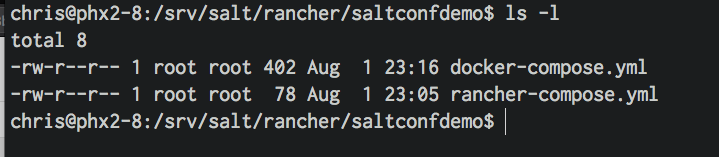 chris@phx2-8:/srv/salt/rancher/saltconfdemo$ ls -l
total 8
-rw-r--r-- 1 root root 402 Aug  1 23:16 docker-compose.yml
-rw-r--r-- 1 root root  78 Aug  1 23:05 rancher-compose.yml
chris@phx2-8:/srv/salt/rancher/saltconfdemo$